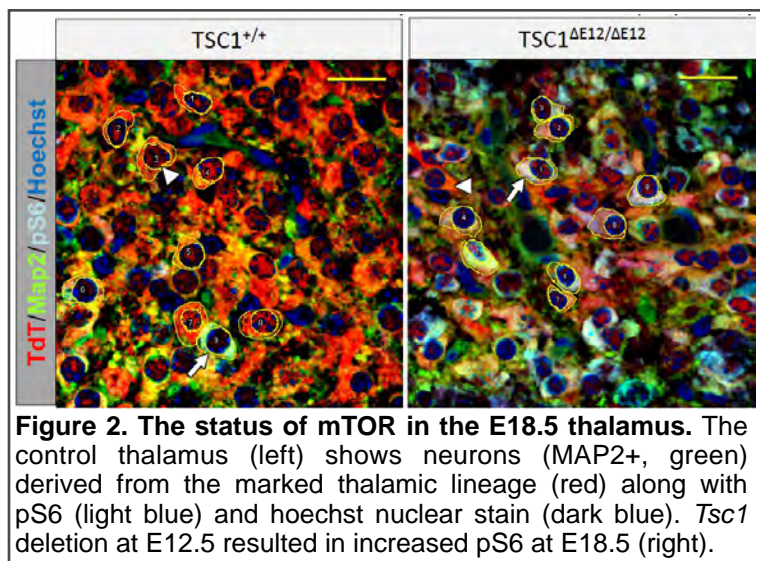 TSC1+/+
TSC1ΔE12/ΔE12
TdT/Map2/pS6/Hoechst
Figure 2. The status of mTOR in the E18.5 thalamus. The
control thalamus (left) shows neurons (MAP2+, green)
derived from the marked thalamic lineage (red) along with
pS6 (light blue) and hoechst nuclear stain (dark blue). Tsc1
deletion at E12.5 resulted in increased pS6 at E18.5 (right).